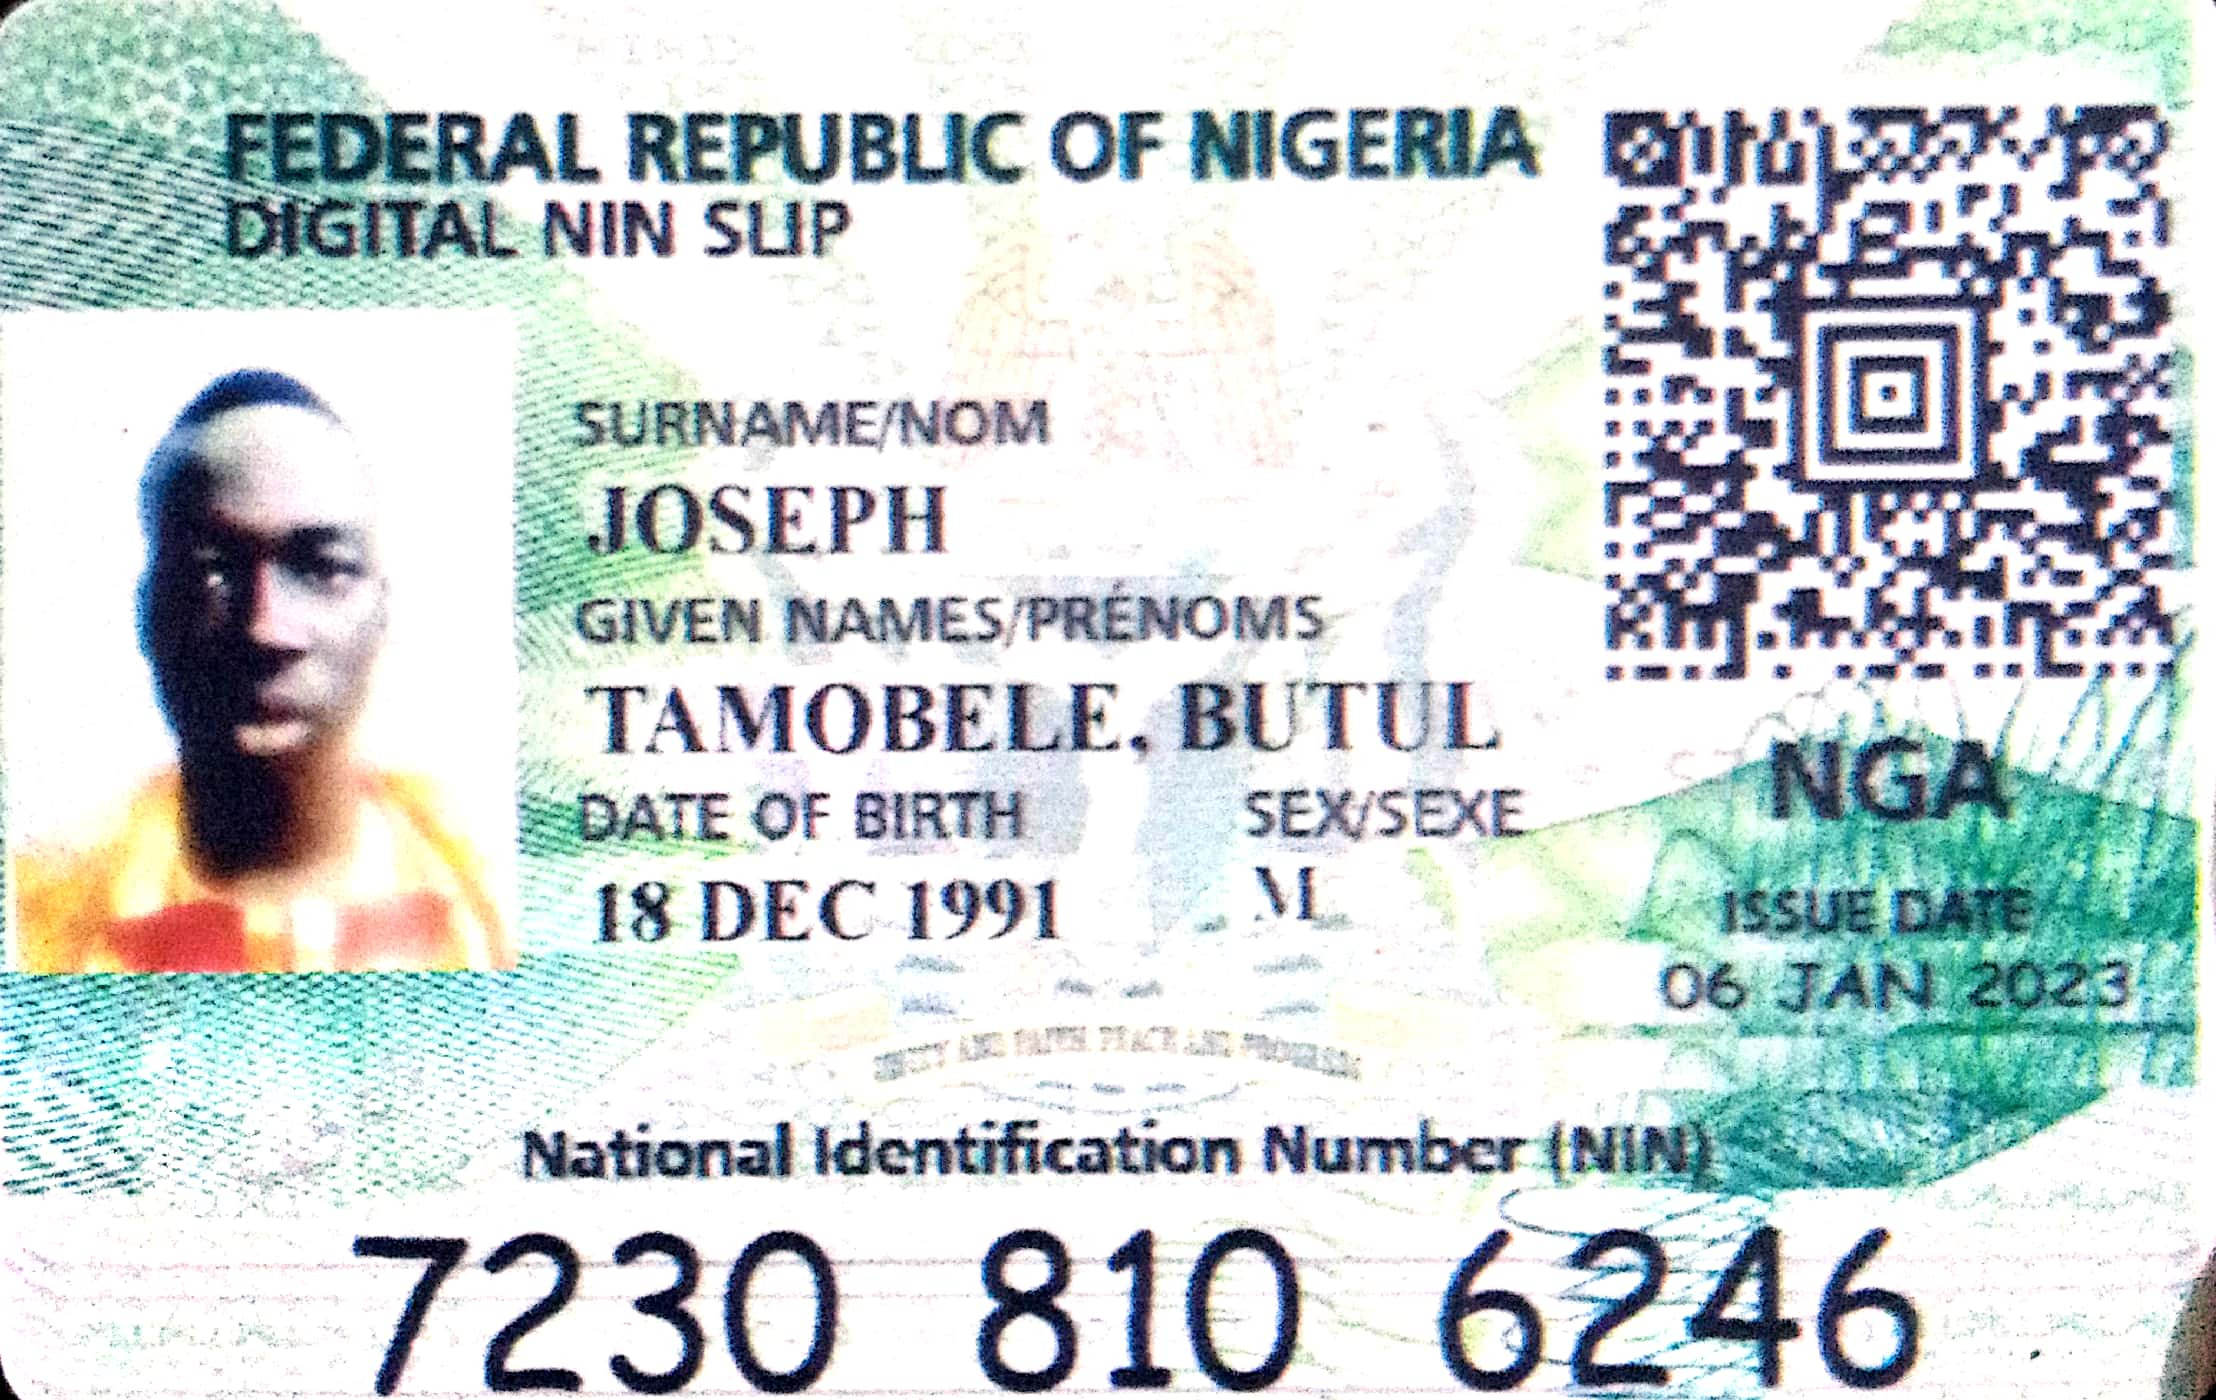 FEDERAL REPUBLIC OF NIGERIA
DIGITAL NIN SLIP
SURNAME/NOM
JOSEPH
GIVEN NAMES/PRÉNOMS
TAMOBELE, BUTUL
DATE OF BIRTH SEX/SEXE
18 DEC 1991 M
NGA
ISSUE DATE
06 JAN 2023
UNITY AND FAITH PEACE AND PROGRESS
National Identification Number (NIN)
7230 810 6246